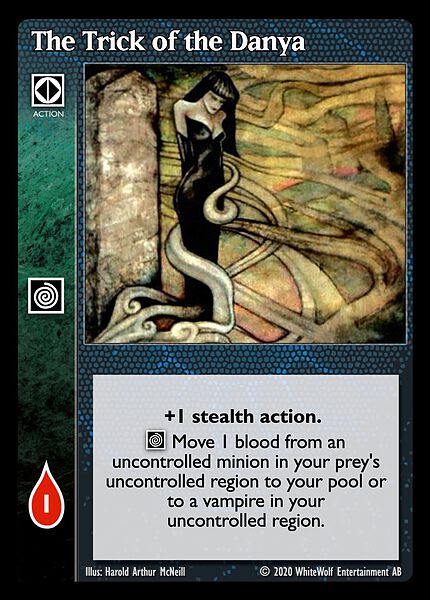 The Trick of the Danya
ACTION
+1 stealth action.
Move 1 blood from an
uncontrolled minion in your prey's
uncontrolled region to your pool or
to a vampire in your
uncontrolled region.
1
Illus: Harold Arthur McNeill © 2020 WhiteWolf Entertainment AB